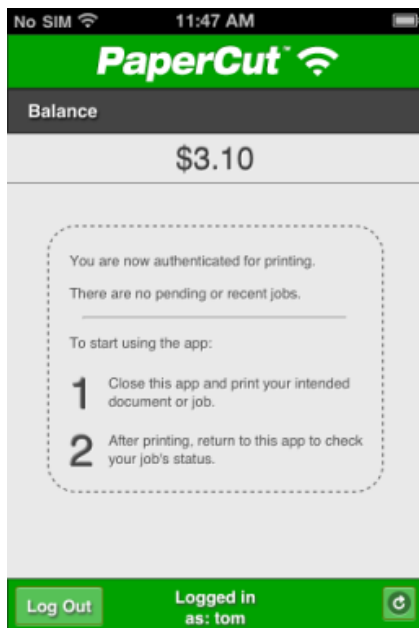 No SIM 11:47 AM
PaperCut™
Balance
$3.10
You are now authenticated for printing.
There are no pending or recent jobs.
To start using the app:
1 Close this app and print your intended
document or job.
2 After printing, return to this app to check
your job's status.
Log Out
Logged in
as: tom